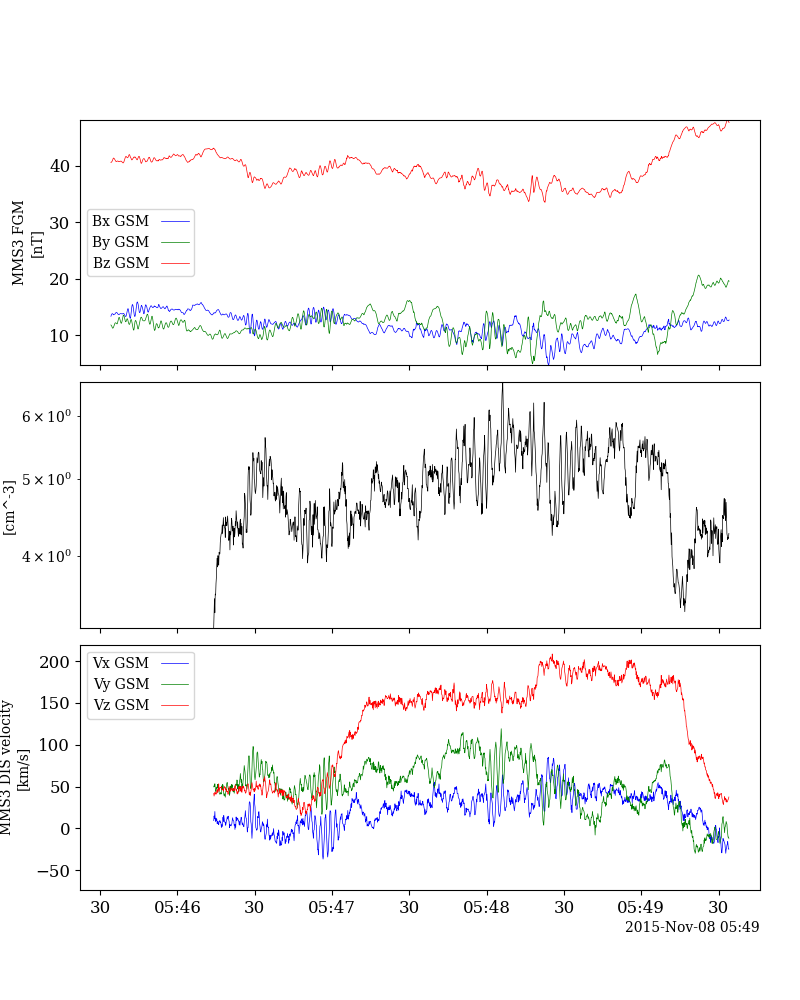 MMS3 FGM
[nT]
40
30
20
10
Bx GSM
By GSM
Bz GSM
[cm^-3]
6 × 10⁰
5 × 10⁰
4 × 10⁰
MMS3 DIS velocity
[km/s]
200
150
100
50
0
−50
Vx GSM
Vy GSM
Vz GSM
30 05:46 30 05:47 30 05:48 30 05:49 30
2015-Nov-08 05:49